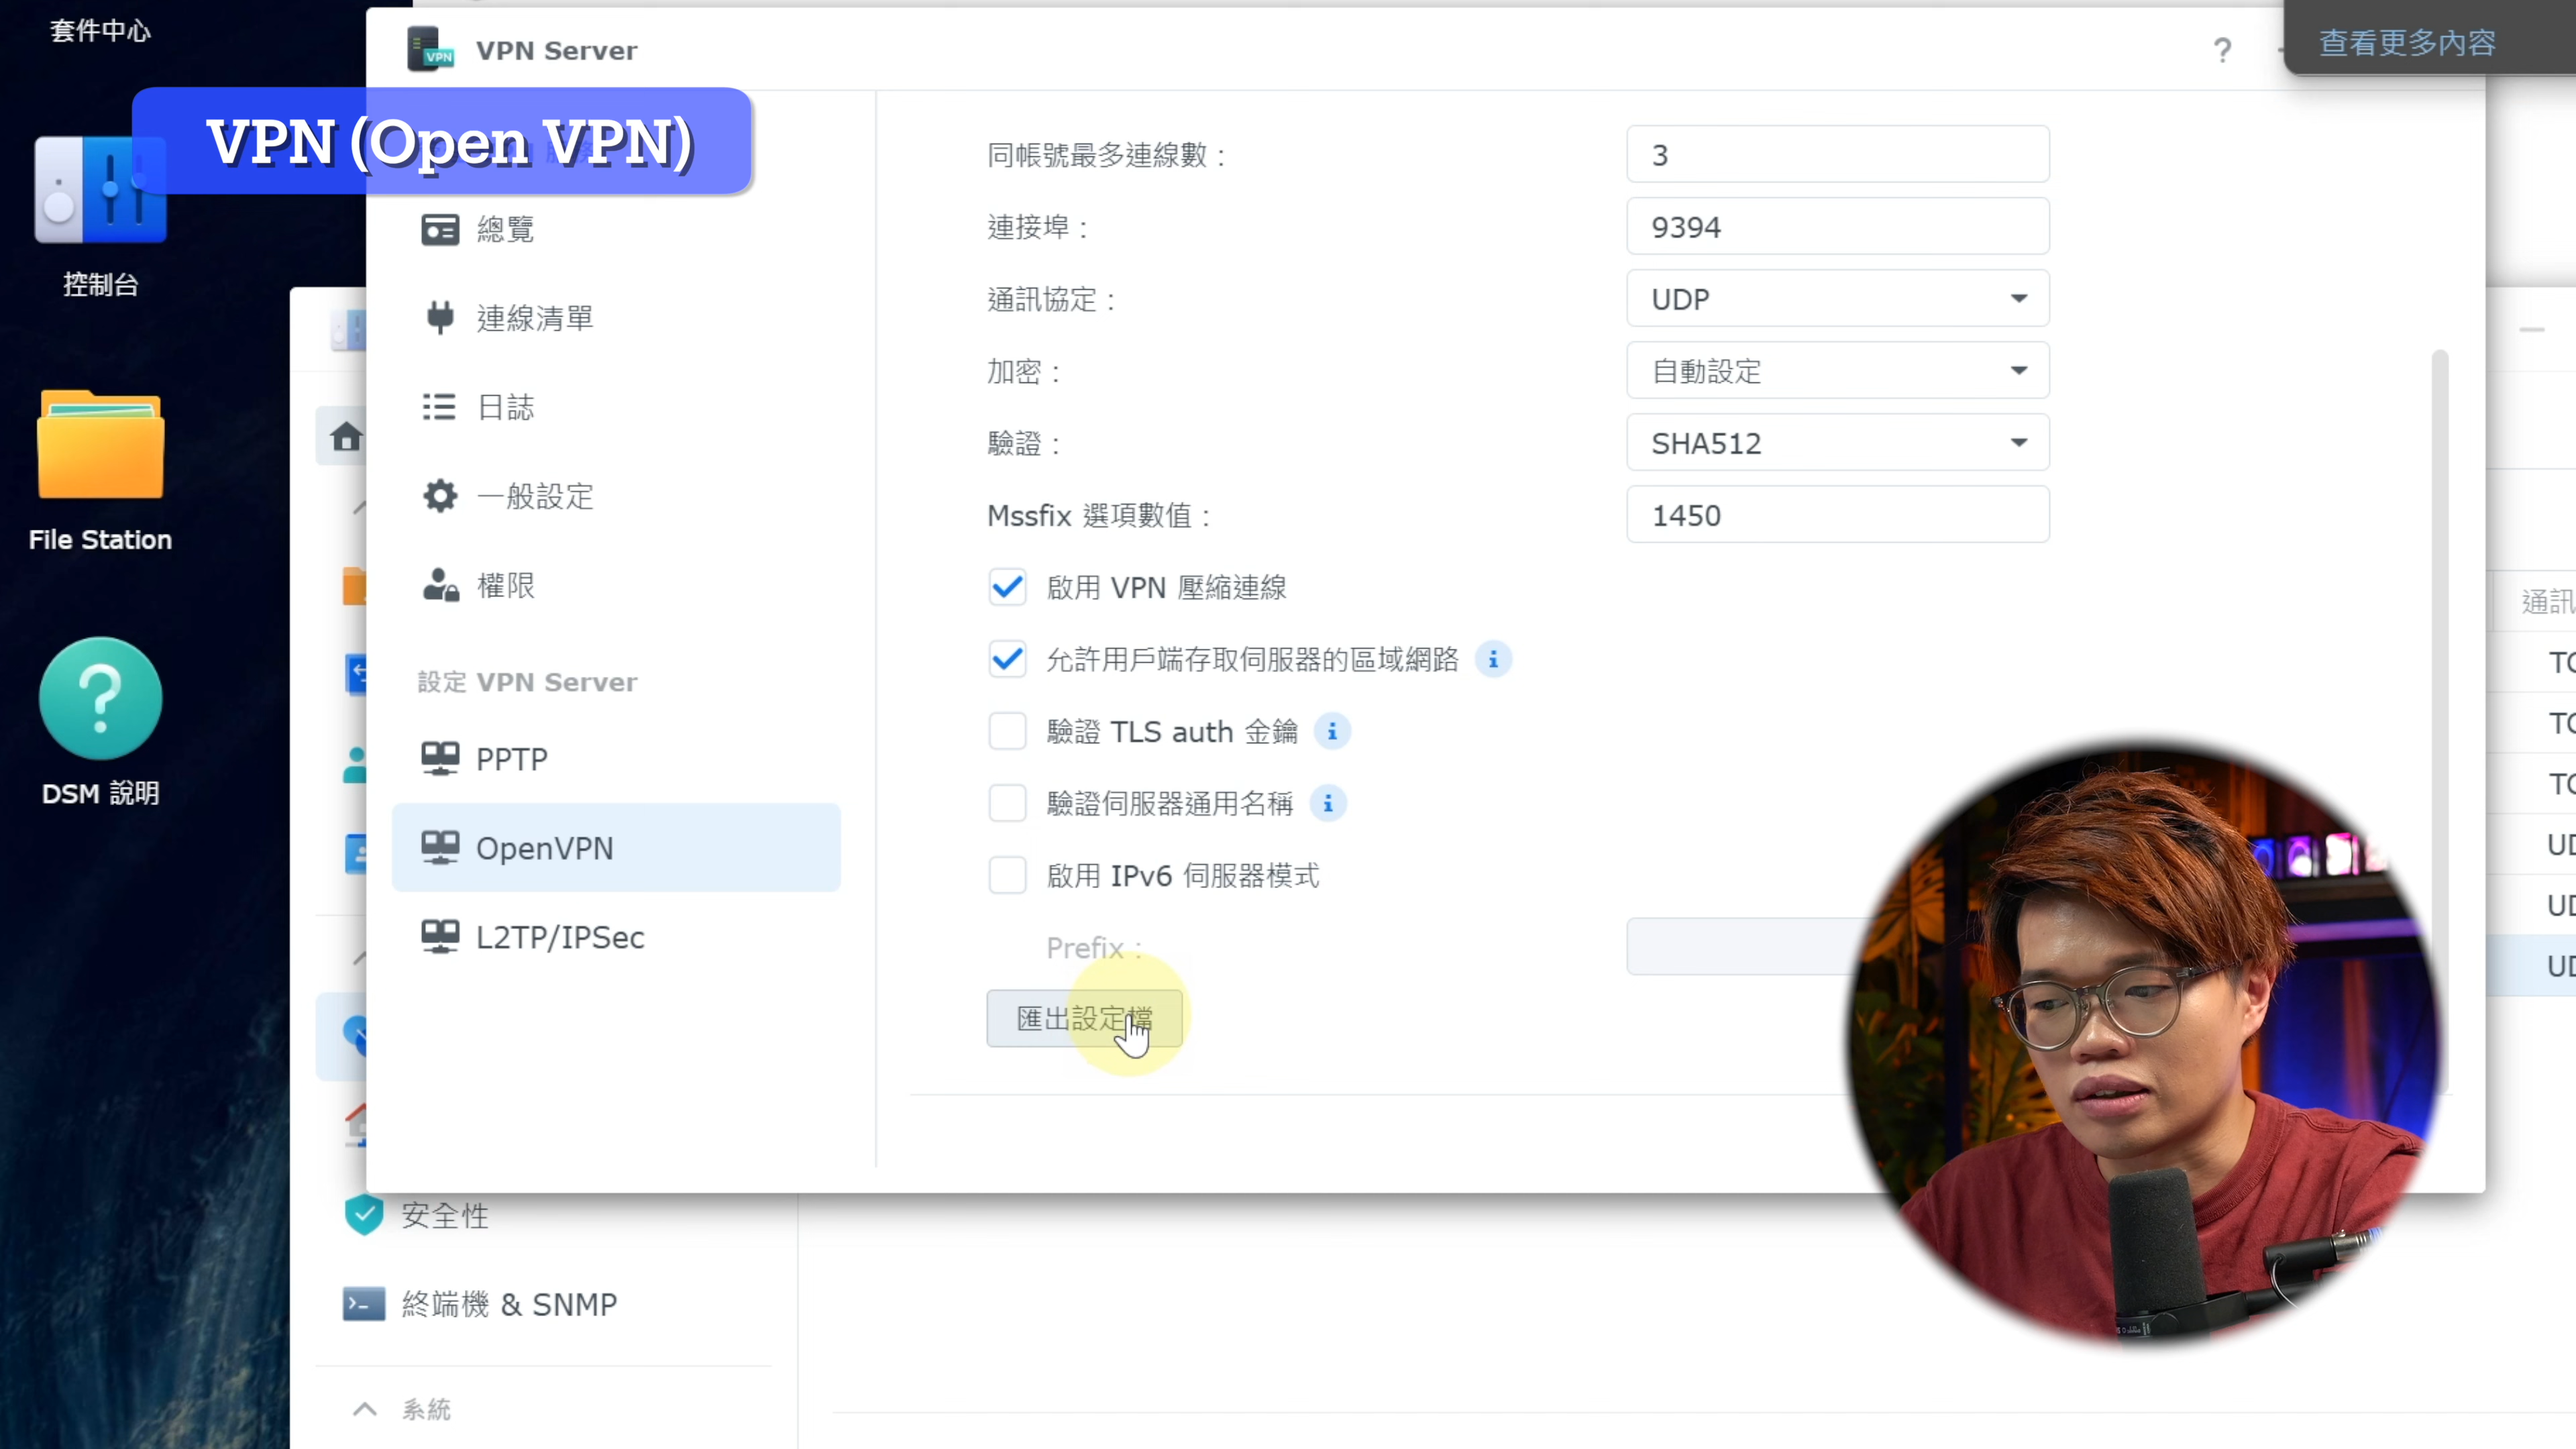 套件中心
VPN Server
?
查看更多內容
VPN (Open VPN)
控制台
File Station
DSM 說明
總覽
連線清單
日誌
一般設定
權限
設定 VPN Server
PPTP
OpenVPN
L2TP/IPSec
同帳號最多連線數：
3
連接埠：
9394
通訊協定：
UDP
加密：
自動設定
驗證：
SHA512
Mssfix 選項數值：
1450
啟用 VPN 壓縮連線
允許用戶端存取伺服器的區域網路
驗證 TLS auth 金鑰
驗證伺服器通用名稱
啟用 IPv6 伺服器模式
Prefix：
匯出設定檔
通訊
安全性
終端機 & SNMP
系統